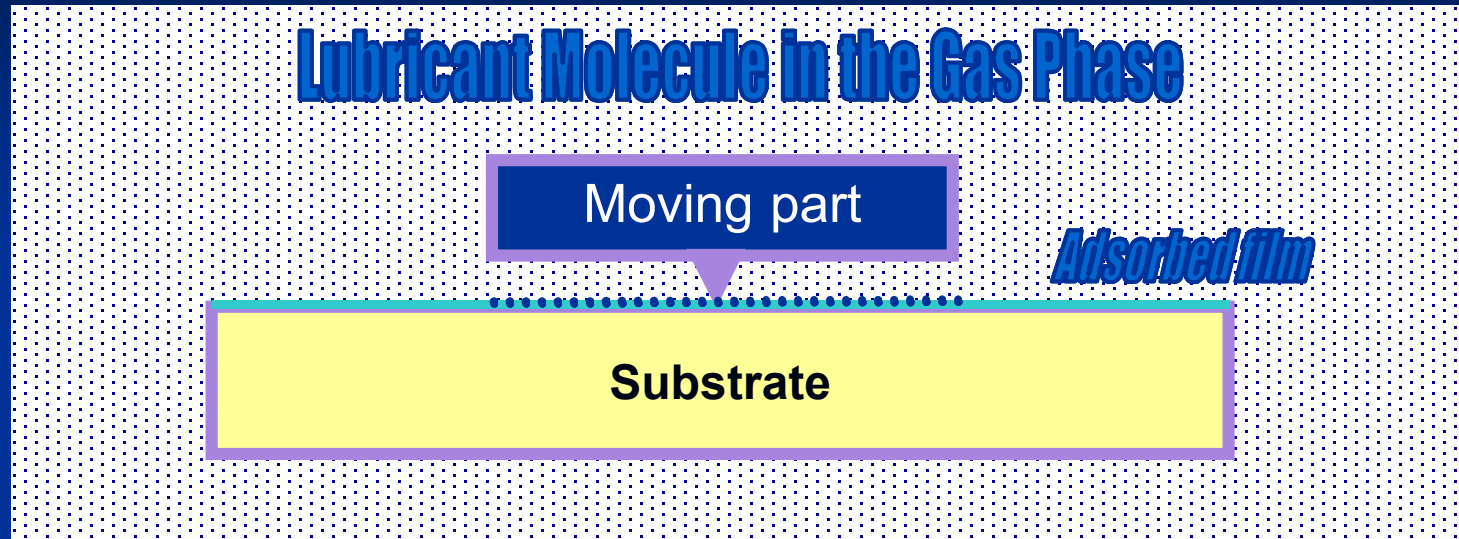 Lubricant Molecule in the Gas Phase
Moving part
Adsorbed film
Substrate